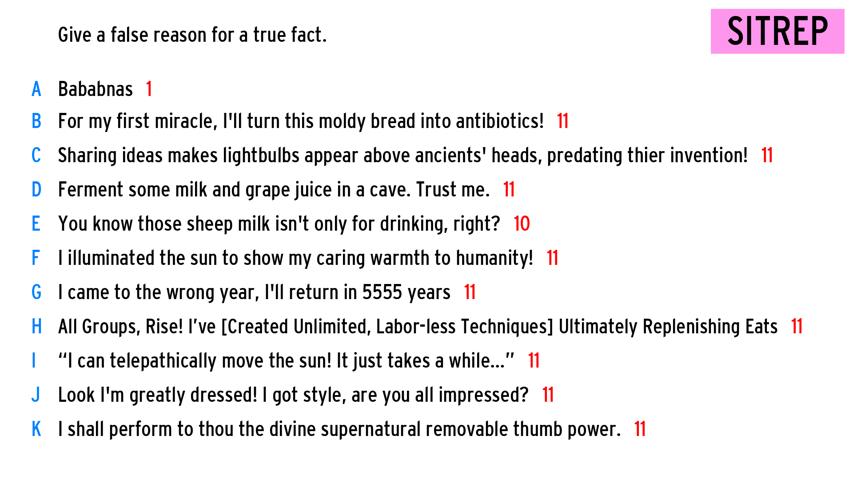 Give a false reason for a true fact.
SITREP
A Bababnas 1
B For my first miracle, I'll turn this moldy bread into antibiotics! 11
C Sharing ideas makes lightbulbs appear above ancients' heads, predating thier invention! 11
D Ferment some milk and grape juice in a cave. Trust me. 11
E You know those sheep milk isn't only for drinking, right? 10
F I illuminated the sun to show my caring warmth to humanity! 11
G I came to the wrong year, I'll return in 5555 years 11
H All Groups, Rise! I’ve [Created Unlimited, Labor-less Techniques] Ultimately Replenishing Eats 11
I “I can telepathically move the sun! It just takes a while...” 11
J Look I'm greatly dressed! I got style, are you all impressed? 11
K I shall perform to thou the divine supernatural removable thumb power. 11